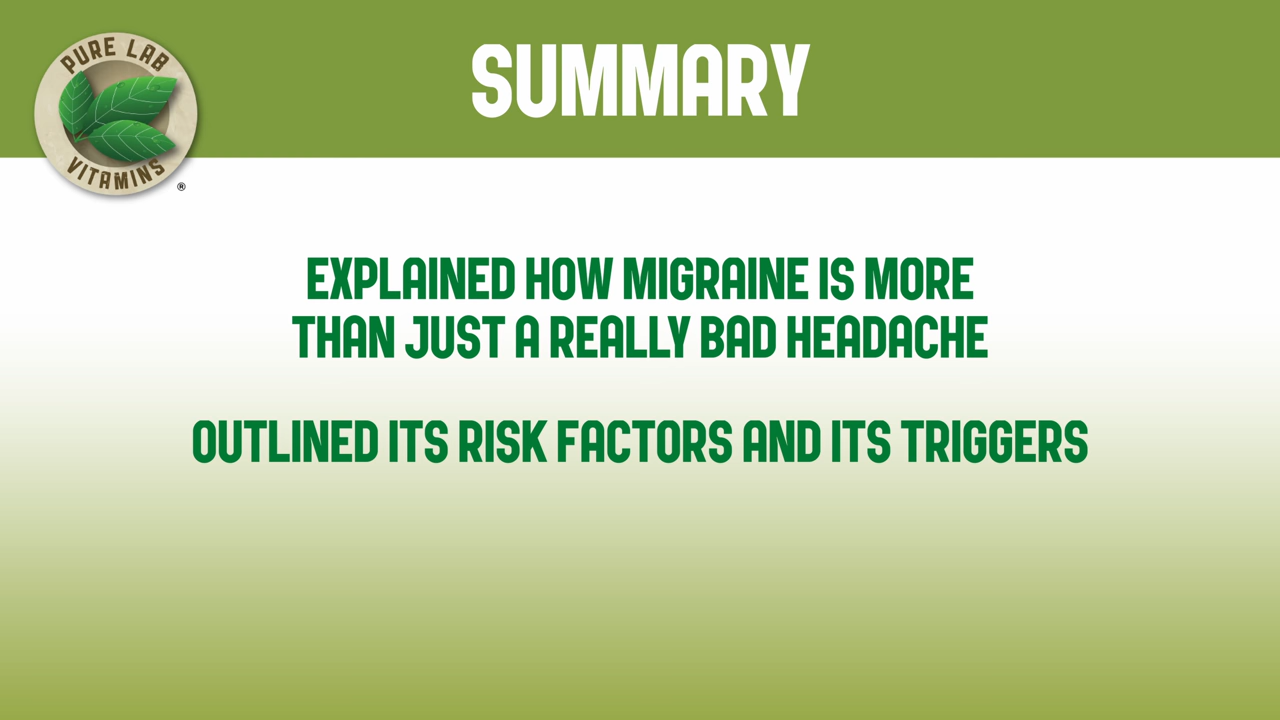 PURE LAB
VITAMINS
®
SUMMARY
EXPLAINED HOW MIGRAINE IS MORE
THAN JUST A REALLY BAD HEADACHE
OUTLINED ITS RISK FACTORS AND ITS TRIGGERS